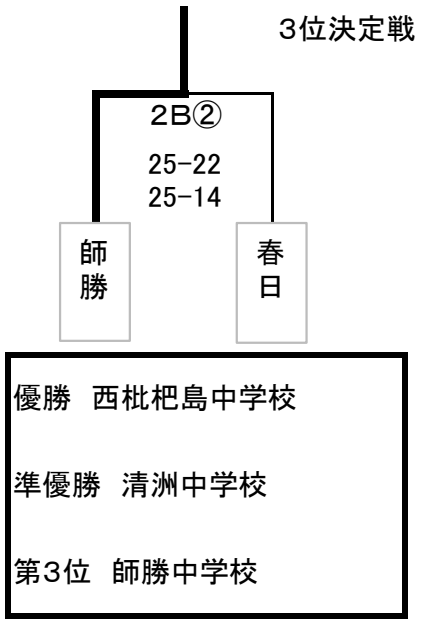 3位決定戦
2B②
25-22
25-14
師勝
春日
優勝 西枇杷島中学校
準優勝 清洲中学校
第3位 師勝中学校